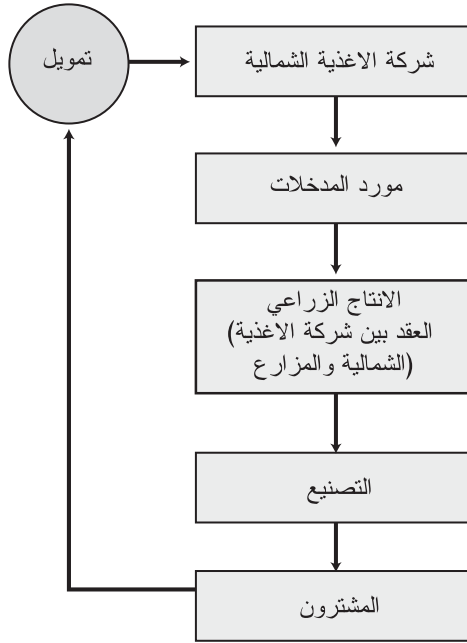 تمويل
شركة الاغذية الشمالية
مورد المدخلات
الانتاج الزراعي
العقد بين شركة الاغذية)
(الشمالية والمزارع
التصنيع
المشترون